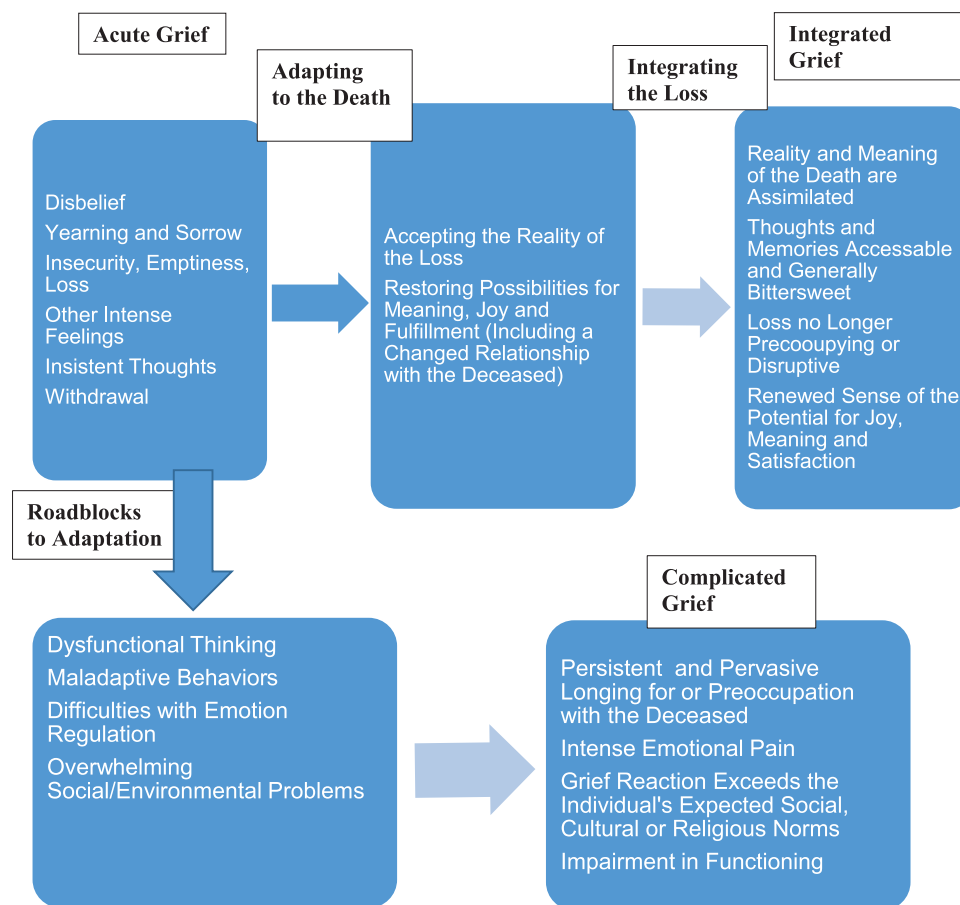 Acute Grief
Adapting
to the Death
Integrating
the Loss
Integrated
Grief
Disbelief
Yearning and Sorrow
Insecurity, Emptiness,
Loss
Other Intense
Feelings
Insistent Thoughts
Withdrawal
Accepting the Reality of
the Loss
Restoring Possibilities for
Meaning, Joy and
Fulfillment (Including a
Changed Relationship
with the Deceased)
Reality and Meaning
of the Death are
Assimilated
Thoughts and
Memories Accessable
and Generally
Bittersweet
Loss no Longer
Precooupying or
Disruptive
Renewed Sense of the
Potential for Joy,
Meaning and
Satisfaction
Roadblocks
to Adaptation
Dysfunctional Thinking
Maladaptive Behaviors
Difficulties with Emotion
Regulation
Overwhelming
Social/Environmental Problems
Complicated
Grief
Persistent  and Pervasive
Longing for or Preoccupation
with the Deceased
Intense Emotional Pain
Grief Reaction Exceeds the
Individual's Expected Social,
Cultural or Religious Norms
Impairment in Functioning